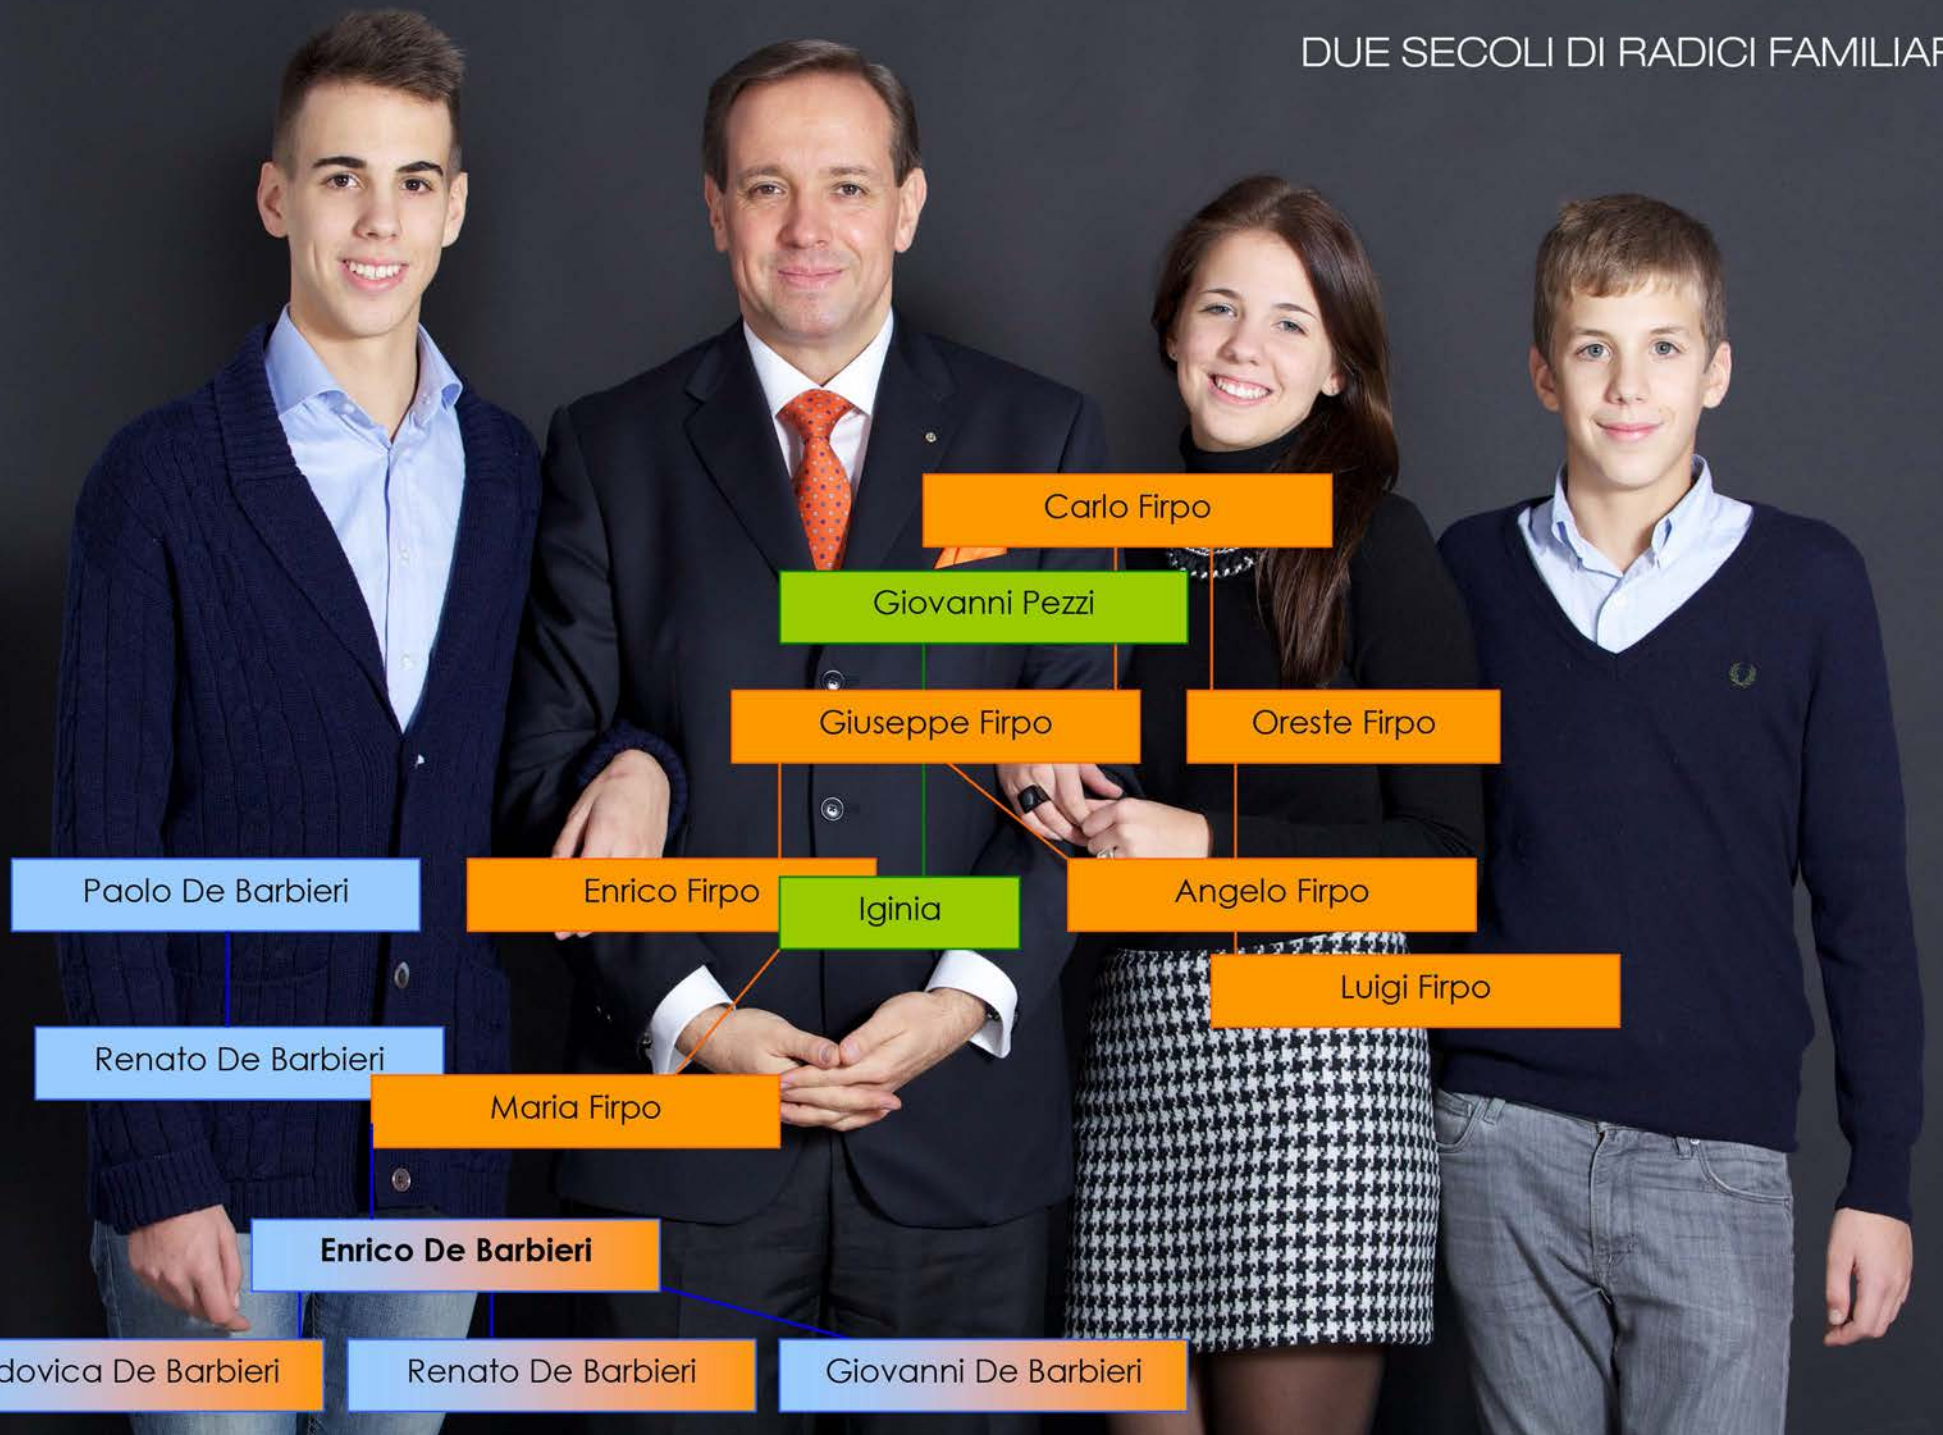 DUE SECOLI DI RADICI FAMILIAR
Carlo Firpo
Giovanni Pezzi
Giuseppe Firpo
Oreste Firpo
Paolo De Barbieri
Enrico Firpo
Iginia
Angelo Firpo
Luigi Firpo
Renato De Barbieri
Maria Firpo
Enrico De Barbieri
dovica De Barbieri
Renato De Barbieri
Giovanni De Barbieri